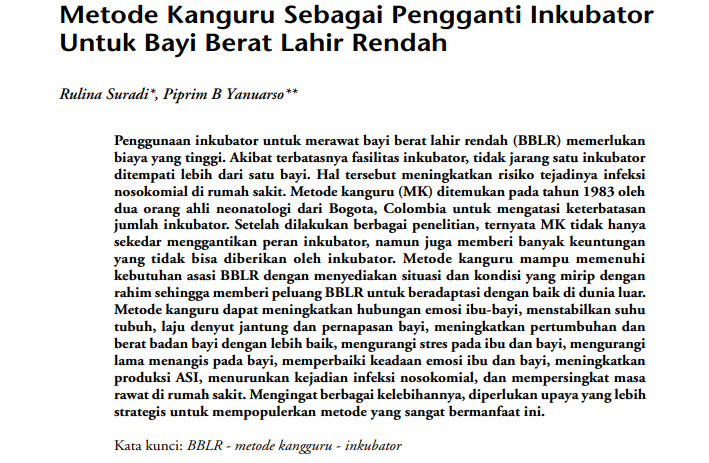 Metode Kanguru Sebagai Pengganti Inkubator
Untuk Bayi Berat Lahir Rendah
Rulina Suradi*, Piprim B Yanuarso**
Penggunaan inkubator untuk merawat bayi berat lahir rendah (BBLR) memerlukan
biaya yang tinggi. Akibat terbatasnya fasilitas inkubator, tidak jarang satu inkubator
ditempati lebih dari satu bayi. Hal tersebut meningkatkan risiko tejadinya infeksi
nosokomial di rumah sakit. Metode kanguru (MK) ditemukan pada tahun 1983 oleh
dua orang ahli neonatologi dari Bogota, Colombia untuk mengatasi keterbatasan
jumlah inkubator. Setelah dilakukan berbagai penelitian, ternyata MK tidak hanya
sekedar menggantikan peran inkubator, namun juga memberi banyak keuntungan
yang tidak bisa diberikan oleh inkubator. Metode kanguru mampu memenuhi
kebutuhan asasi BBLR dengan menyediakan situasi dan kondisi yang mirip dengan
rahim sehingga memberi peluang BBLR untuk beradaptasi dengan baik di dunia luar.
Metode kanguru dapat meningkatkan hubungan emosi ibu-bayi, menstabilkan suhu
tubuh, laju denyut jantung dan pernapasan bayi, meningkatkan pertumbuhan dan
berat badan bayi dengan lebih baik, mengurangi stres pada ibu dan bayi, mengurangi
lama menangis pada bayi, memperbaiki keadaan emosi ibu dan bayi, meningkatkan
produksi ASI, menurunkan kejadian infeksi nosokomial, dan mempersingkat masa
rawat di rumah sakit. Mengingat berbagai kelebihannya, diperlukan upaya yang lebih
strategis untuk mempopulerkan metode yang sangat bermanfaat ini.
Kata kunci: BBLR - metode kangguru - inkubator